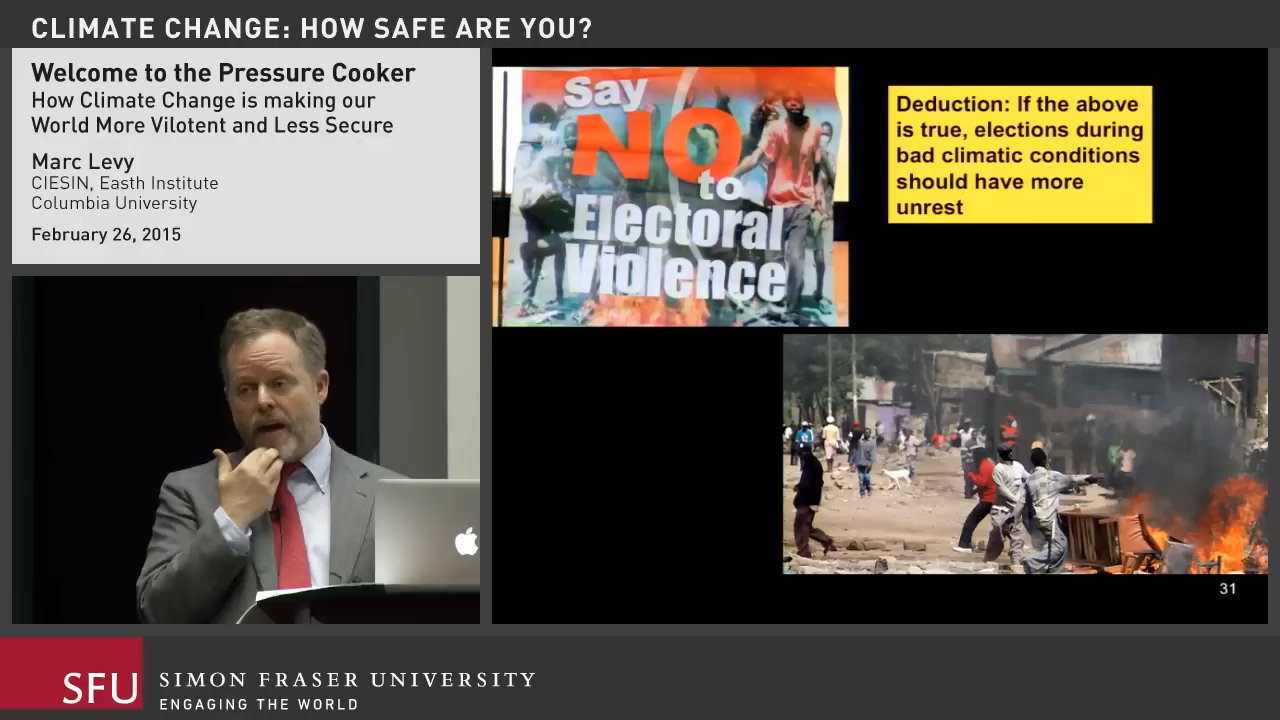 CLIMATE CHANGE: HOW SAFE ARE YOU?
Welcome to the Pressure Cooker
How Climate Change is making our
World More Vilotent and Less Secure
Marc Levy
CIESIN, Easth Institute
Columbia University
February 26, 2015
Say
NO
to
Electoral
Violence
Deduction: If the above
is true, elections during
bad climatic conditions
should have more
unrest
31
SFU
SIMON FRASER UNIVERSITY
ENGAGING THE WORLD